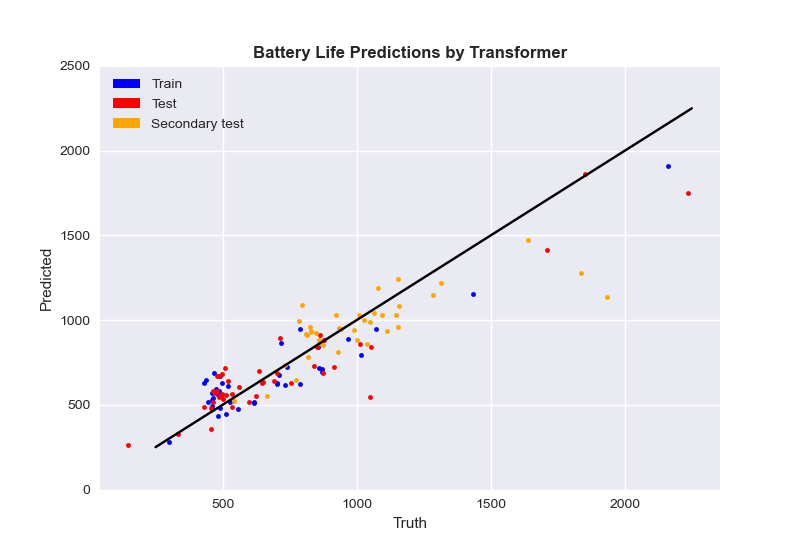 Battery Life Predictions by Transformer
2500
2000
1500
1000
500
0
Predicted
Train
Test
Secondary test
500
1000
1500
2000
Truth